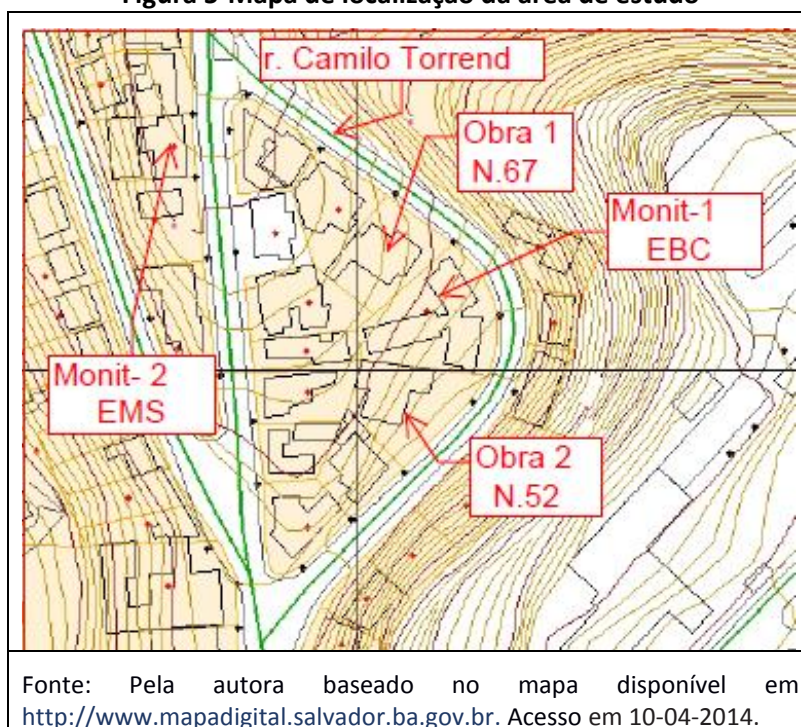 Figura 3 Mapa de localização da área de estudo
r. Camilo Torrend
Obra 1
N.67
Monit-1
EBC
Monit- 2
EMS
Obra 2
N.52
Fonte: Pela autora baseado no mapa disponível em
http://www.mapadigital.salvador.ba.gov.br. Acesso em 10-04-2014.